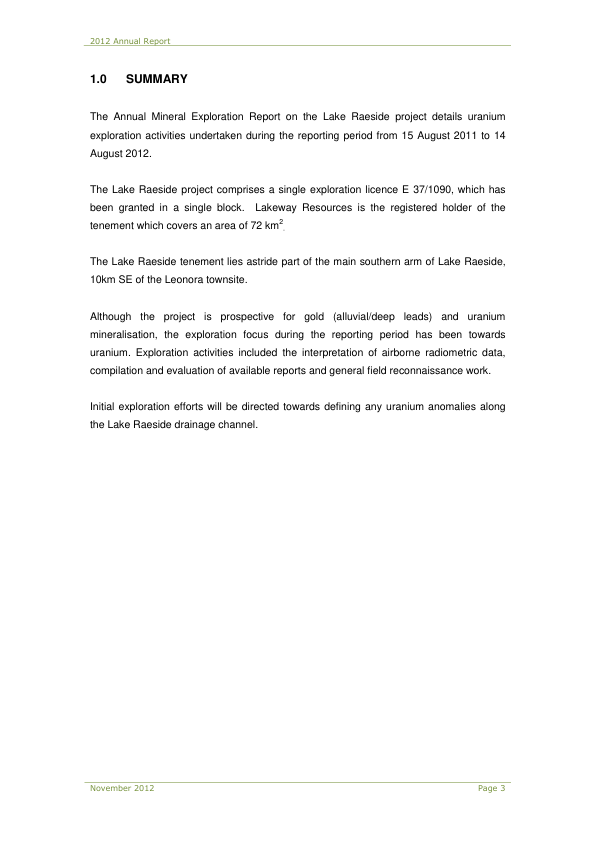 2012 Annual Report
1.0 SUMMARY
The Annual Mineral Exploration Report on the Lake Raeside project details uranium
exploration activities undertaken during the reporting period from 15 August 2011 to 14
August 2012.
The Lake Raeside project comprises a single exploration licence E 37/1090, which has
been granted in a single block. Lakeway Resources is the registered holder of the
tenement which covers an area of 72 km².
The Lake Raeside tenement lies astride part of the main southern arm of Lake Raeside,
10km SE of the Leonora townsite.
Although the project is prospective for gold (alluvial/deep leads) and uranium
mineralisation, the exploration focus during the reporting period has been towards
uranium. Exploration activities included the interpretation of airborne radiometric data,
compilation and evaluation of available reports and general field reconnaissance work.
Initial exploration efforts will be directed towards defining any uranium anomalies along
the Lake Raeside drainage channel.
November 2012 Page 3